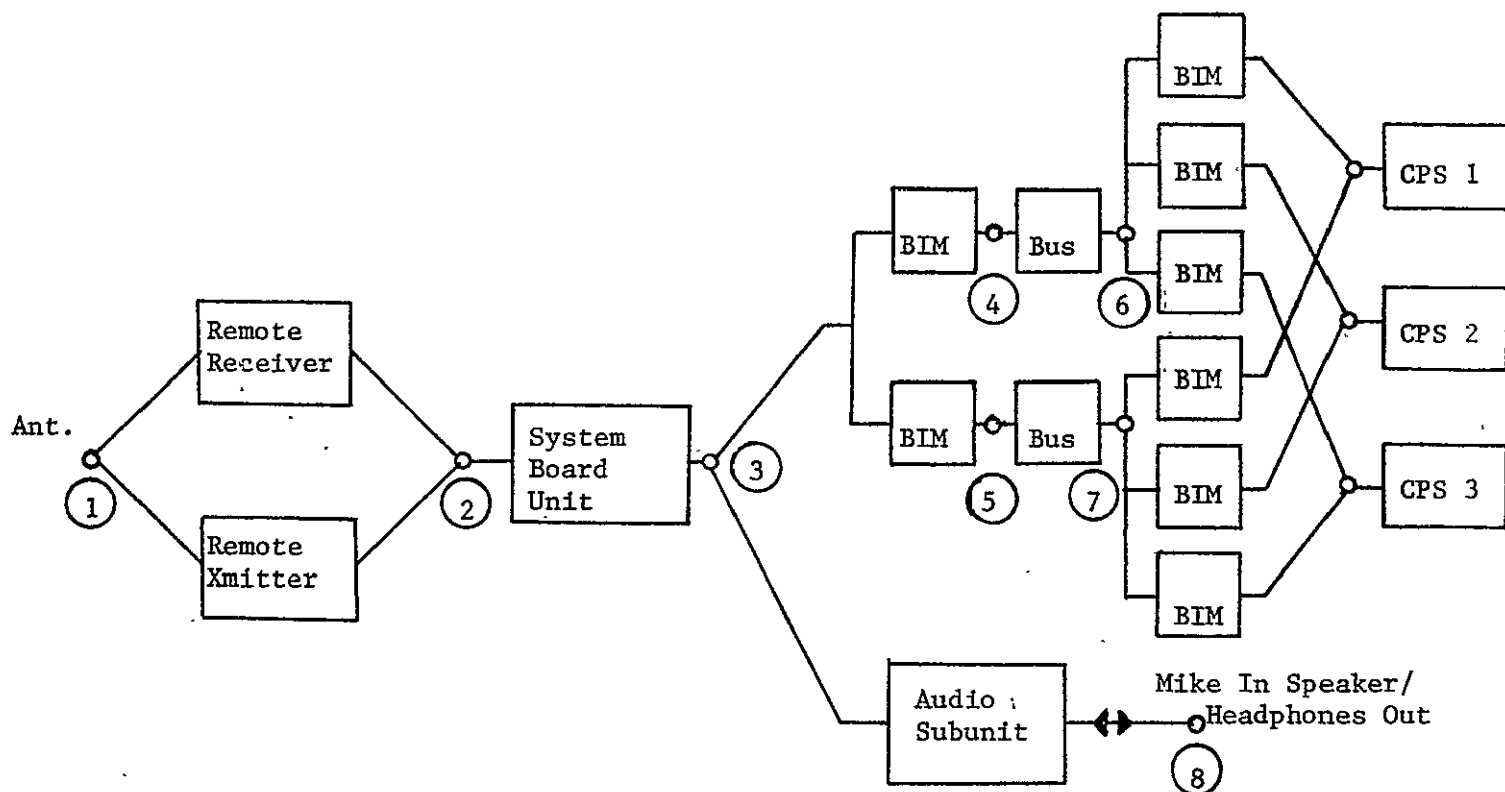 BIM
BIM
BIM
BIM
BIM
BIM
CPS 1
CPS 2
CPS 3
BIM
Bus
4
6
BIM
Bus
5
7
Remote
Receiver
Ant.
1
2
System
Board
Unit
3
Remote
Xmitter
Audio
Subunit
Mike In Speaker/
Headphones Out
8